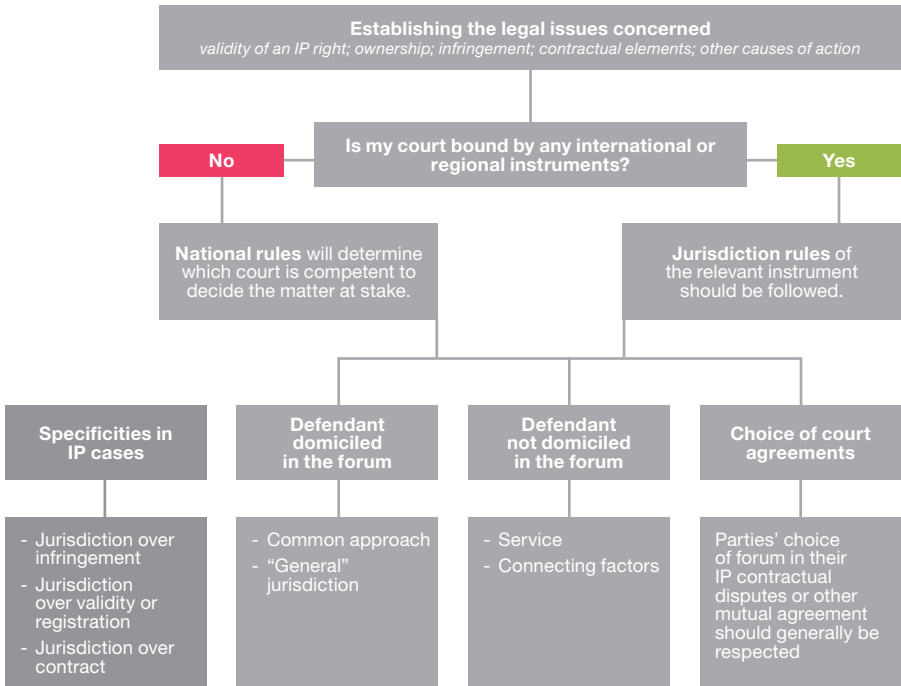 Establishing the legal issues concerned
validity of an IP right; ownership; infringement; contractual elements; other causes of action
Is my court bound by any international or
regional instruments?
No
Yes
National rules will determine
which court is competent to
decide the matter at stake.
Jurisdiction rules of
the relevant instrument
should be followed.
Specificities in
IP cases
Defendant
domiciled
in the forum
Defendant
not domiciled
in the forum
Choice of court
agreements
- Jurisdiction over
infringement
- Jurisdiction
over validity or
registration
- Jurisdiction over
contract
- Common approach
- “General”
jurisdiction
- Service
- Connecting factors
Parties’ choice
of forum in their
IP contractual
disputes or other
mutual agreement
should generally be
respected